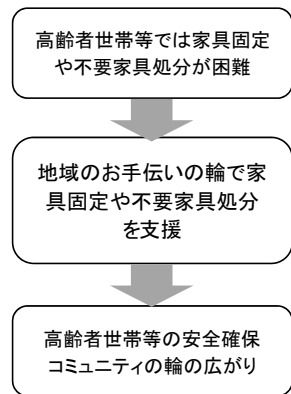 高齢者世帯等では家具固定
や不要家具処分が困難
地域のお手伝いの輪で家
具固定や不要家具処分
を支援
高齢者世帯等の安全確保
コミュニティの輪の広がり